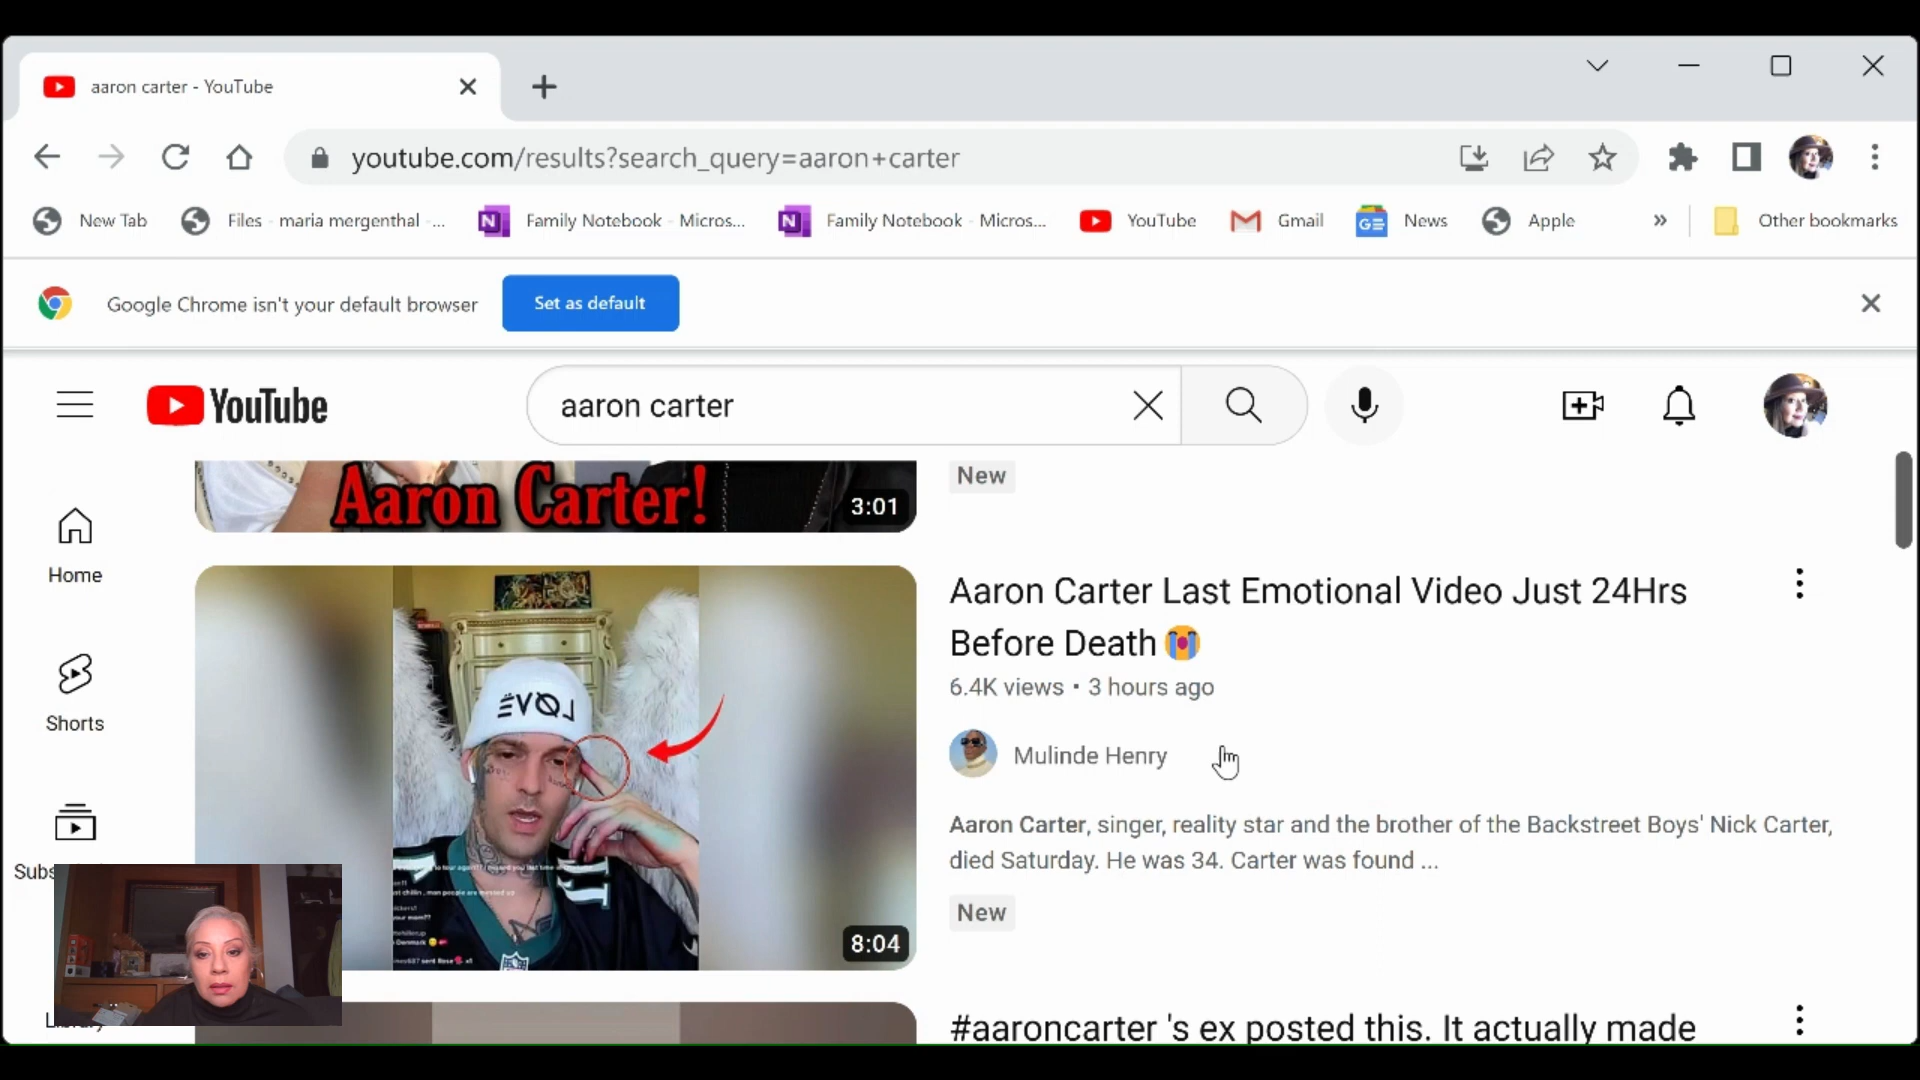 aaron carter - YouTube
youtube.com/results?search_query=aaron+carter
New Tab
Files - maria mergenthal -...
Family Notebook - Micros...
Family Notebook - Micros...
YouTube
Gmail
News
Apple
»
Other bookmarks
Google Chrome isn't your default browser
Set as default
YouTube
aaron carter
Aaron Carter!
3:01
New
Home
Shorts
Subs
Library
LOVË
8:04
Aaron Carter Last Emotional Video Just 24Hrs
Before Death 😭
6.4K views • 3 hours ago
Mulinde Henry
Aaron Carter, singer, reality star and the brother of the Backstreet Boys' Nick Carter,
died Saturday. He was 34. Carter was found ...
New
#aaroncarter 's ex posted this. It actually made